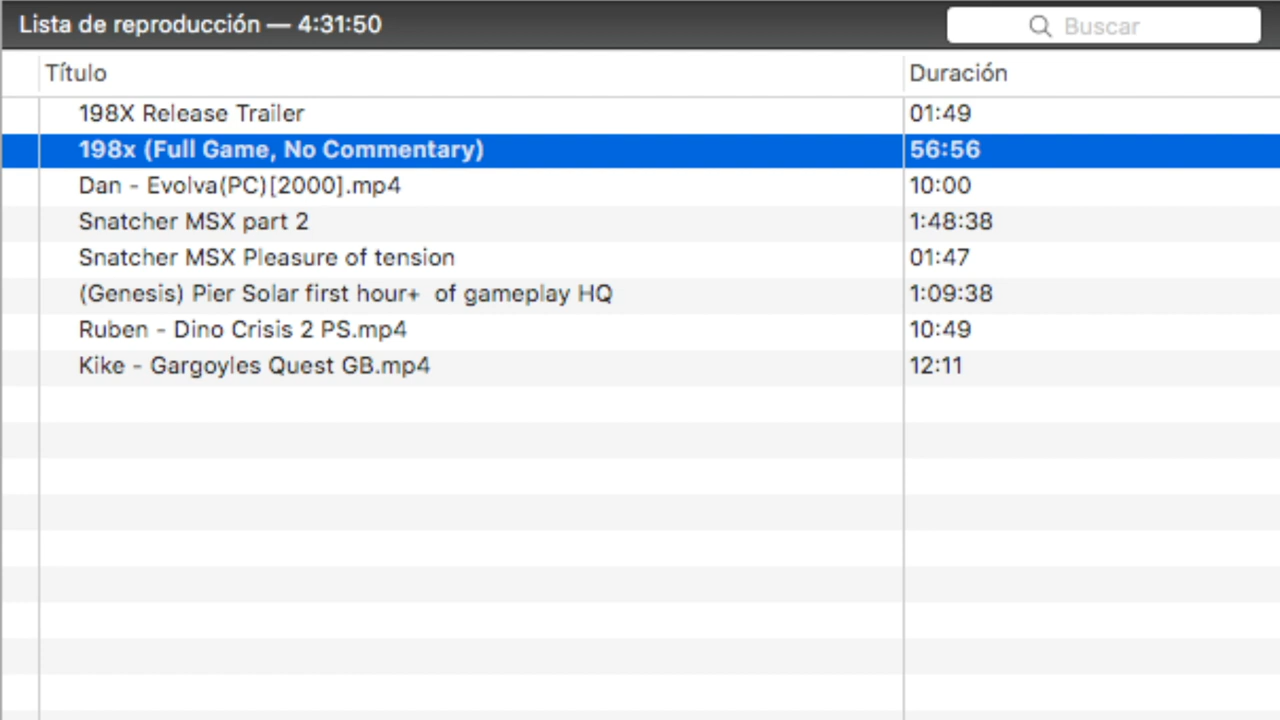 Lista de reproducción — 4:31:50 Buscar
Título Duración
198X Release Trailer 01:49
198x (Full Game, No Commentary) 56:56
Dan - Evolva(PC)[2000].mp4 10:00
Snatcher MSX part 2 1:48:38
Snatcher MSX Pleasure of tension 01:47
(Genesis) Pier Solar first hour+  of gameplay HQ 1:09:38
Ruben - Dino Crisis 2 PS.mp4 10:49
Kike - Gargoyles Quest GB.mp4 12:11